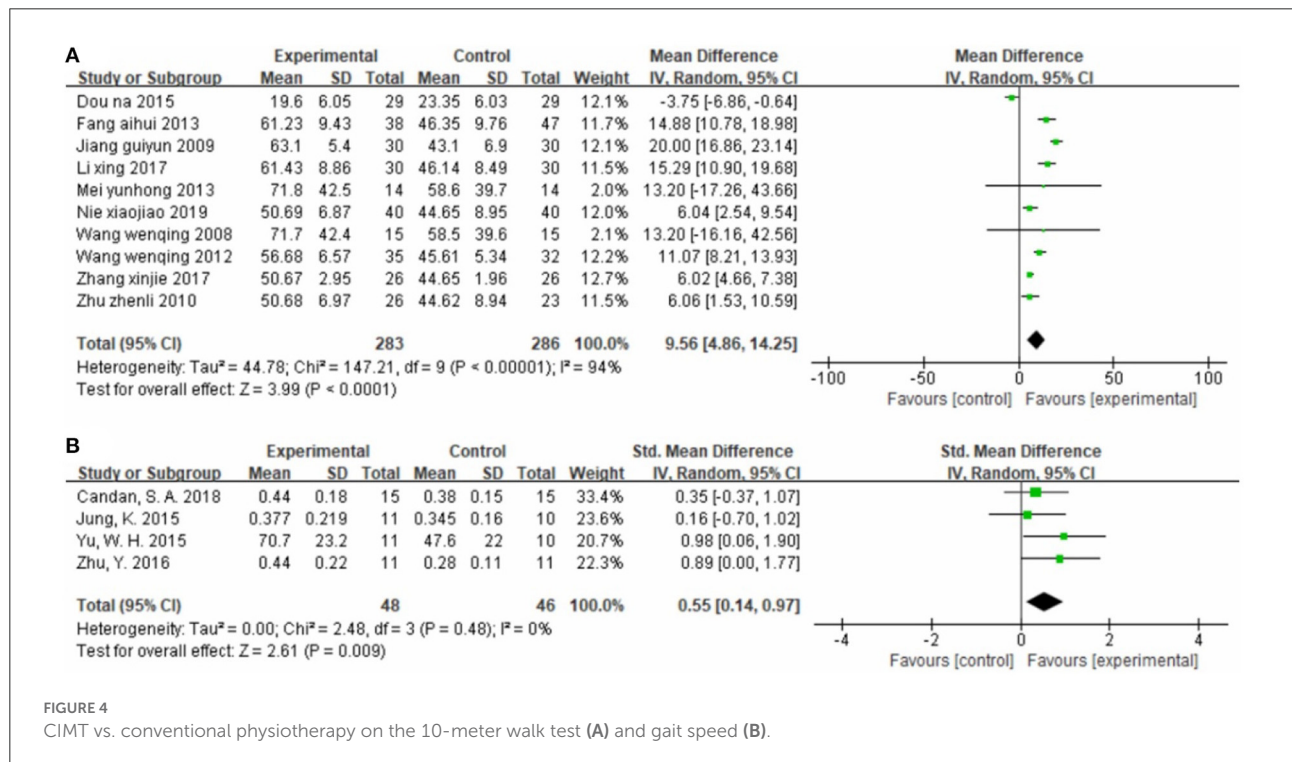 A
Experimental Control Mean Difference Mean Difference
Study or Subgroup Mean SD Total Mean SD Total Weight IV, Random, 95% CI IV, Random, 95% CI
Dou na 2015 19.6 6.05 29 23.35 6.03 29 12.1% -3.75 [-6.86, -0.64]
Fang aihui 2013 61.23 9.43 38 46.35 9.76 47 11.7% 14.88 [10.78, 18.98]
Jiang guiyun 2009 63.1 5.4 30 43.1 6.9 30 12.1% 20.00 [16.86, 23.14]
Li xing 2017 61.43 8.86 30 46.14 8.49 30 11.6% 15.29 [10.90, 19.68]
Mei yunhong 2013 71.8 42.5 14 58.6 39.7 14 2.0% 13.20 [-17.26, 43.66]
Nie xiaojiao 2019 50.69 6.87 40 44.65 8.95 40 12.0% 6.04 [2.54, 9.54]
Wang wenqing 2008 71.7 42.4 15 58.5 39.6 15 2.1% 13.20 [-16.16, 42.56]
Wang wenqing 2012 56.68 6.57 35 45.61 5.34 32 12.2% 11.07 [8.21, 13.93]
Zhang xinjie 2017 50.67 2.95 26 44.65 1.96 26 12.7% 6.02 [4.66, 7.38]
Zhu zhenli 2010 50.68 6.97 26 44.62 8.94 23 11.5% 6.06 [1.53, 10.59]
Total (95% CI) 283 286 100.0% 9.56 [4.86, 14.25]
Heterogeneity: Tau² = 44.78; Chi² = 147.21, df = 9 (P < 0.00001); I² = 94%
Test for overall effect: Z = 3.99 (P < 0.0001)
-100 -50 0 50 100
Favours [control] Favours [experimental]
B
Experimental Control Std. Mean Difference Std. Mean Difference
Study or Subgroup Mean SD Total Mean SD Total Weight IV, Random, 95% CI IV, Random, 95% CI
Candan, S. A. 2018 0.44 0.18 15 0.38 0.15 15 33.4% 0.35 [-0.37, 1.07]
Jung, K. 2015 0.377 0.219 11 0.345 0.16 10 23.6% 0.16 [-0.70, 1.02]
Yu, W. H. 2015 70.7 23.2 11 47.6 22 10 20.7% 0.98 [0.06, 1.90]
Zhu, Y. 2016 0.44 0.22 11 0.28 0.11 11 22.3% 0.89 [0.00, 1.77]
Total (95% CI) 48 46 100.0% 0.55 [0.14, 0.97]
Heterogeneity: Tau² = 0.00; Chi² = 2.48, df = 3 (P = 0.48); I² = 0%
Test for overall effect: Z = 2.61 (P = 0.009)
-4 -2 0 2 4
Favours [control] Favours [experimental]
FIGURE 4
CIMT vs. conventional physiotherapy on the 10-meter walk test (A) and gait speed (B).